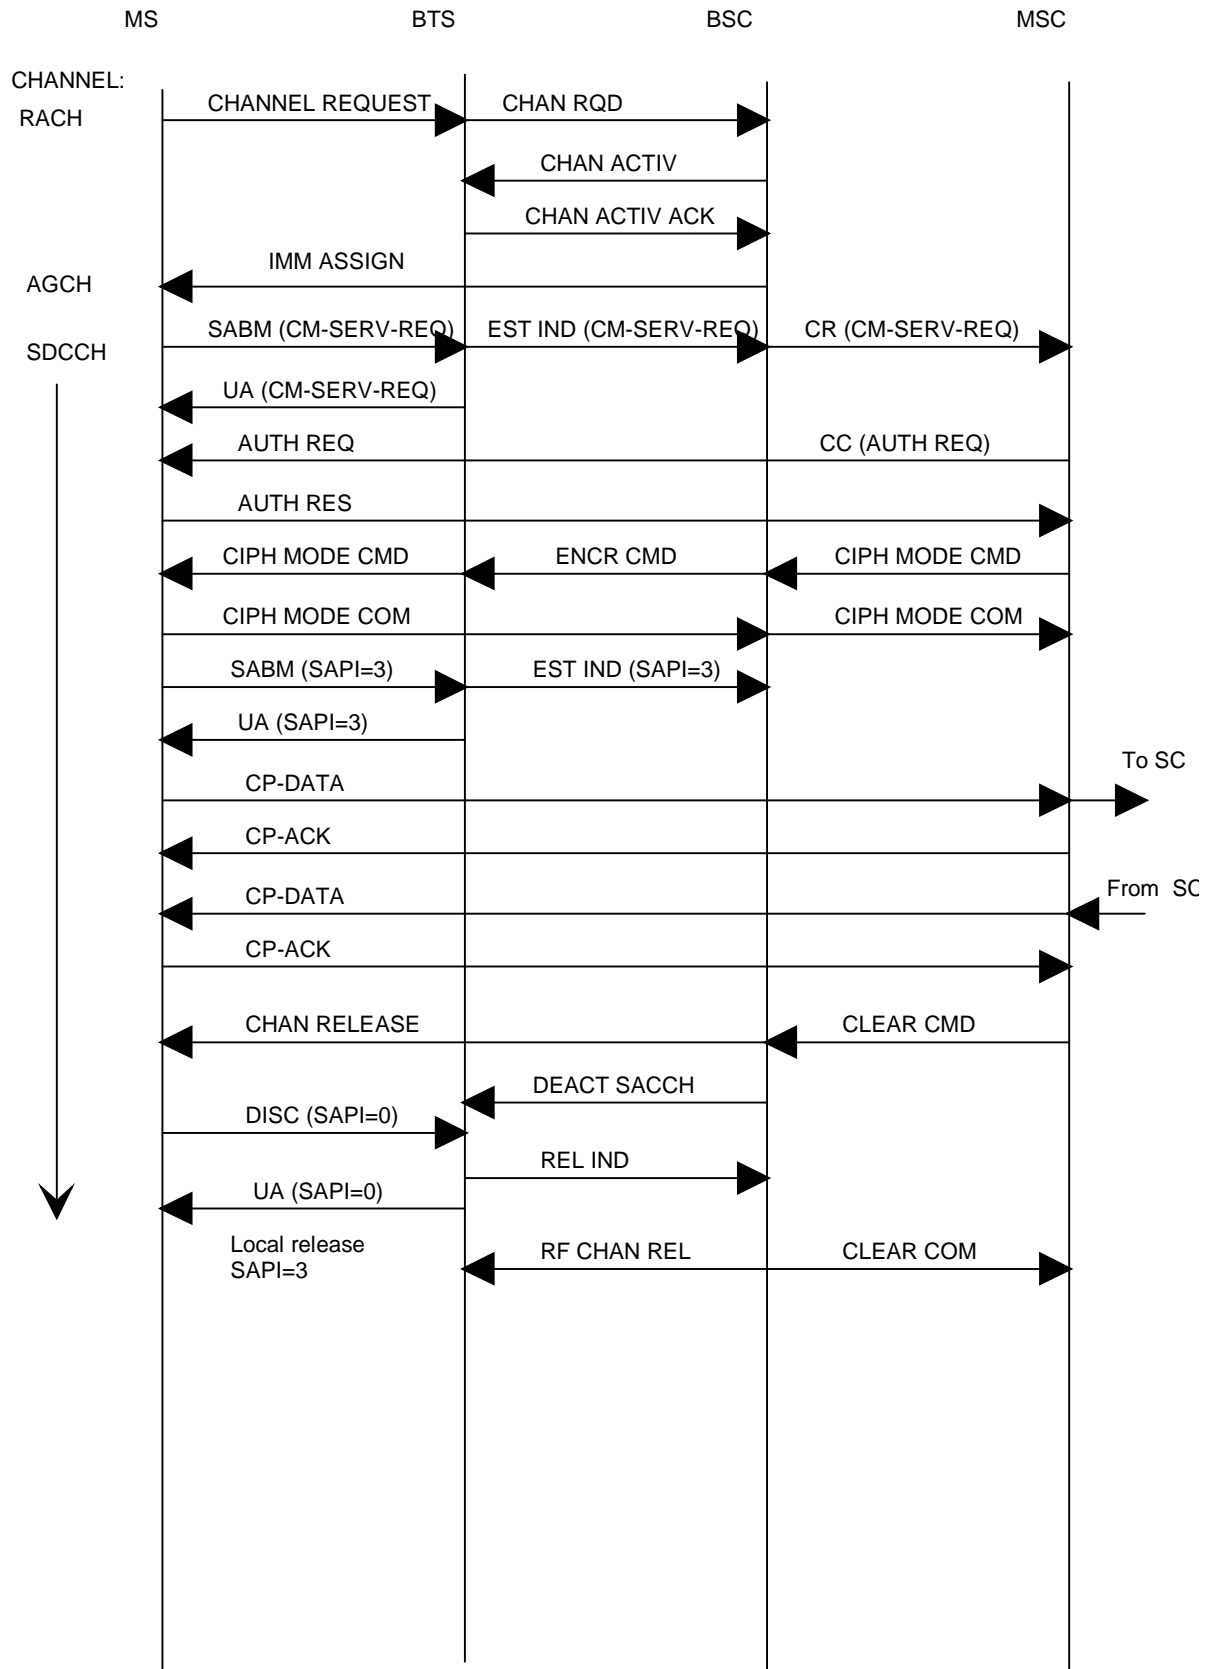 MS BTS BSC MSC
CHANNEL:
RACH CHANNEL REQUEST CHAN RQD
CHAN ACTIV
CHAN ACTIV ACK
AGCH IMM ASSIGN
SDCCH SABM (CM-SERV-REQ) EST IND (CM-SERV-REQ) CR (CM-SERV-REQ)
UA (CM-SERV-REQ)
AUTH REQ CC (AUTH REQ)
AUTH RES
CIPH MODE CMD ENCR CMD CIPH MODE CMD
CIPH MODE COM CIPH MODE COM
SABM (SAPI=3) EST IND (SAPI=3)
UA (SAPI=3)
To SC
CP-DATA
CP-ACK
From SC
CP-DATA
CP-ACK
CHAN RELEASE CLEAR CMD
DEACT SACCH
DISC (SAPI=0)
REL IND
UA (SAPI=0)
Local release
SAPI=3
RF CHAN REL CLEAR COM